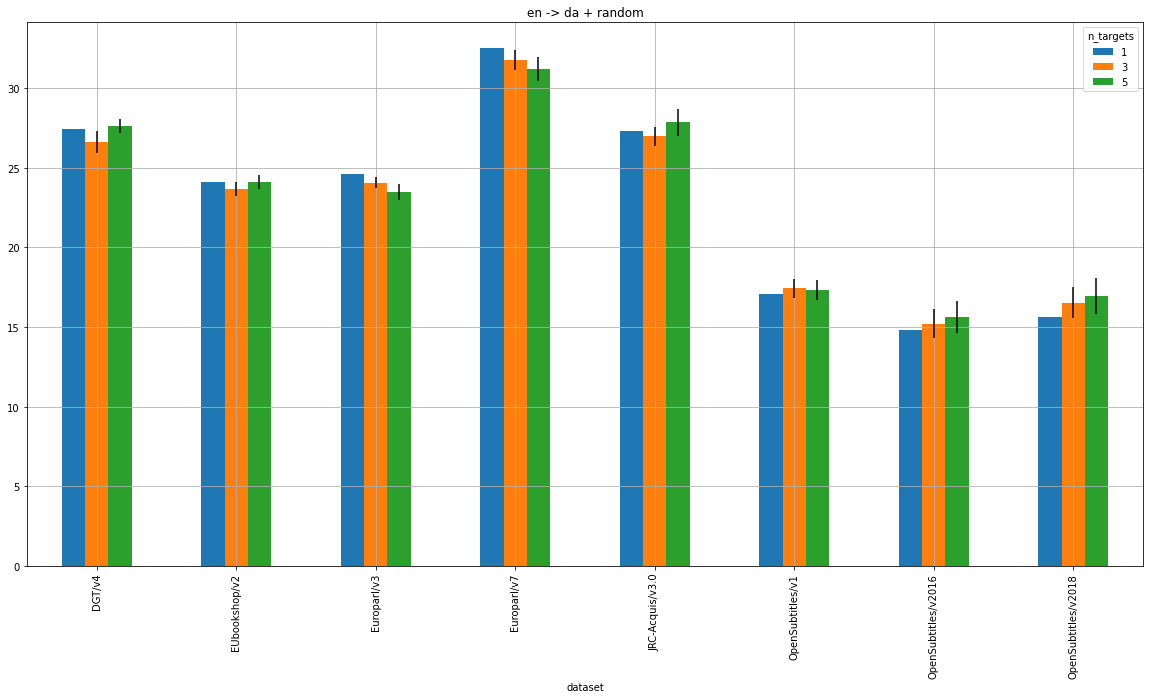 en -> da + random
n_targets
1
3
5
30
25
20
15
10
5
0
DGT/v4
EUbookshop/v2
Europarl/v3
Europarl/v7
JRC-Acquis/v3.0
OpenSubtitles/v1
OpenSubtitles/v2016
OpenSubtitles/v2018
dataset